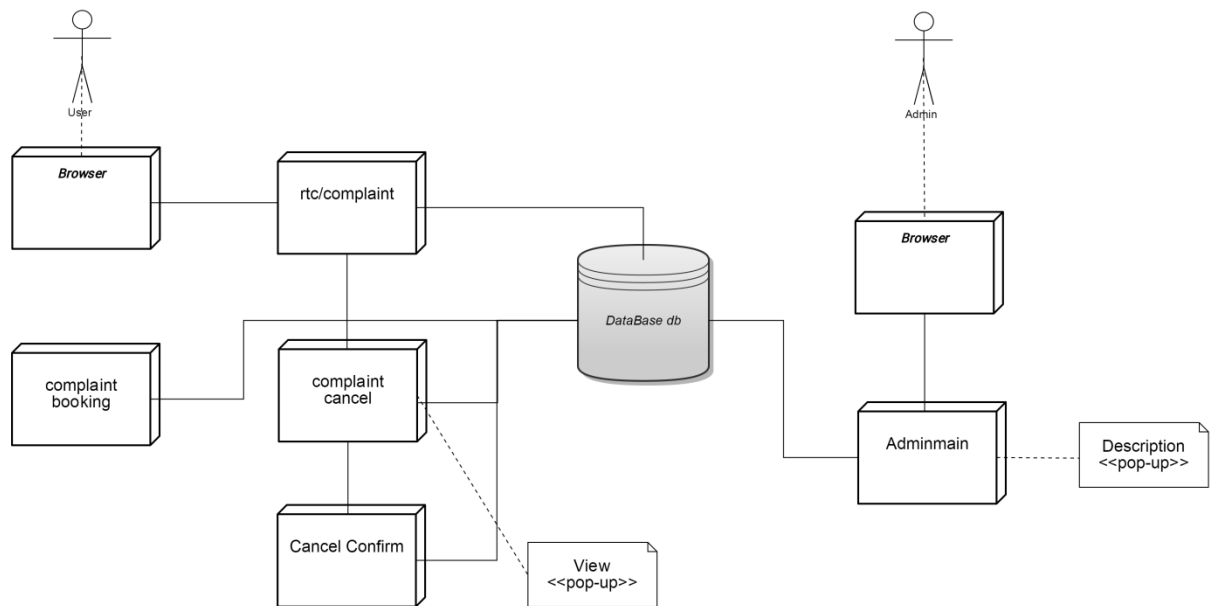 User
Admin
Browser
rtc/complaint
Browser
DataBase db
complaint
booking
complaint
cancel
Adminmain
Description
<<pop-up>>
Cancel Confirm
View
<<pop-up>>